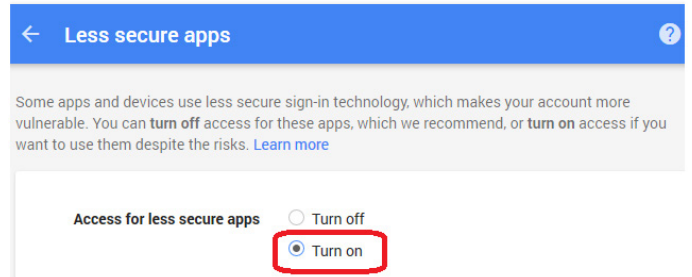 Less secure apps
Some apps and devices use less secure sign-in technology, which makes your account more
vulnerable. You can turn off access for these apps, which we recommend, or turn on access if you
want to use them despite the risks. Learn more
Access for less secure apps
Turn off
Turn on